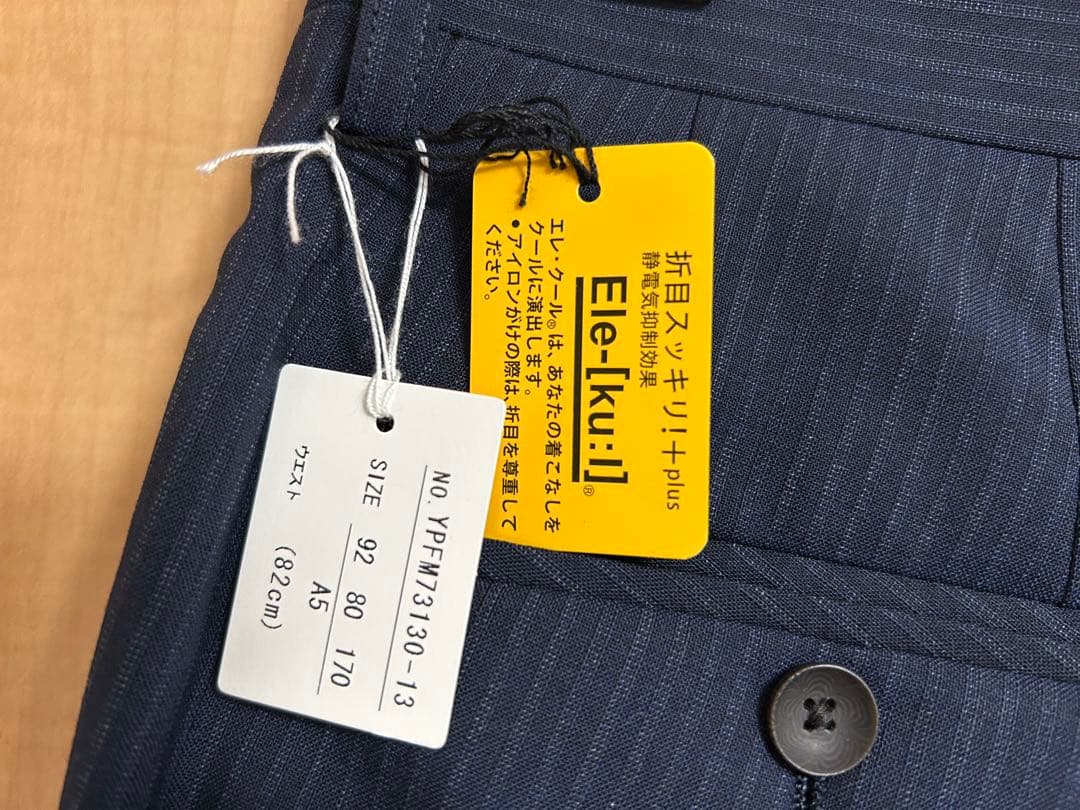 折目スッキリ!+plus
静電気抑制効果
Ele-[ku:l]®
エレ・クール®は、あなたの着こなしを
クールに演出します。
●アイロンがけの際は、折目を尊重して
ください。
NO. YPFM73130-13
SIZE 92 80 170
A5
ウエスト (82cm)